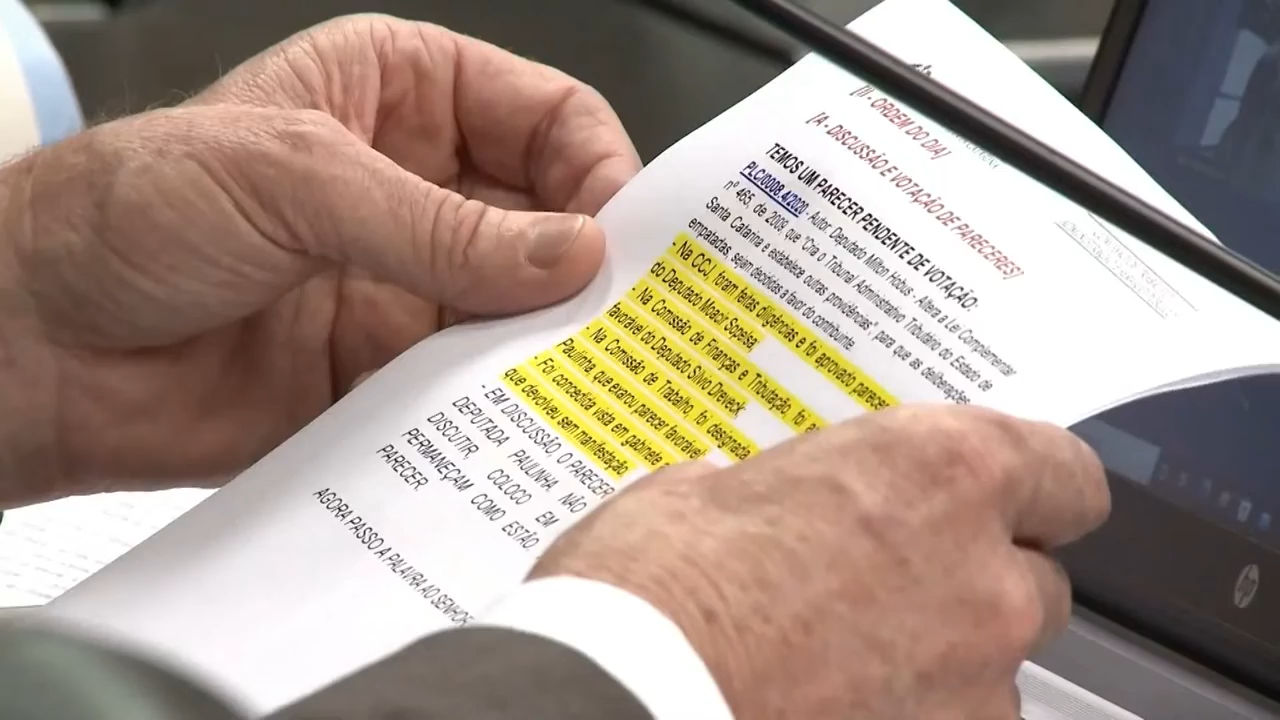 [II - ORDEM DO DIA]
[A - DISCUSSÃO E VOTAÇÃO DE PARECERES]
TEMOS UM PARECER PENDENTE DE VOTAÇÃO:
PLC/0008.4/2020 - Autor: Deputado Milton Hobus - Altera a Lei Complementar
nº 465, de 2009, que "Cria o Tribunal Administrativo Tributário do Estado de
Santa Catarina e estabelece outras providências" para que as deliberações
empatadas, sejam decididas a favor do contribuinte.
- Na CCJ, foram feitas diligências e foi aprovado parecer
do Deputado Moacir Sopelsa
- Na Comissão de Finanças e Tributação, foi
favorável do Deputado Silvio Dreveck
- Na Comissão de Trabalho, foi designada
Paulinha que exarou parecer favorável
- Foi concedida vista em gabinete
que devolveu sem manifestação.
- EM DISCUSSÃO, O PARECER
DEPUTADA PAULINHA, NÃO
DISCUTIR, COLOCO EM
PERMANEÇAM COMO ESTÃO,
PARECER.
AGORA PASSO A PALAVRA AO SENHOR
hp